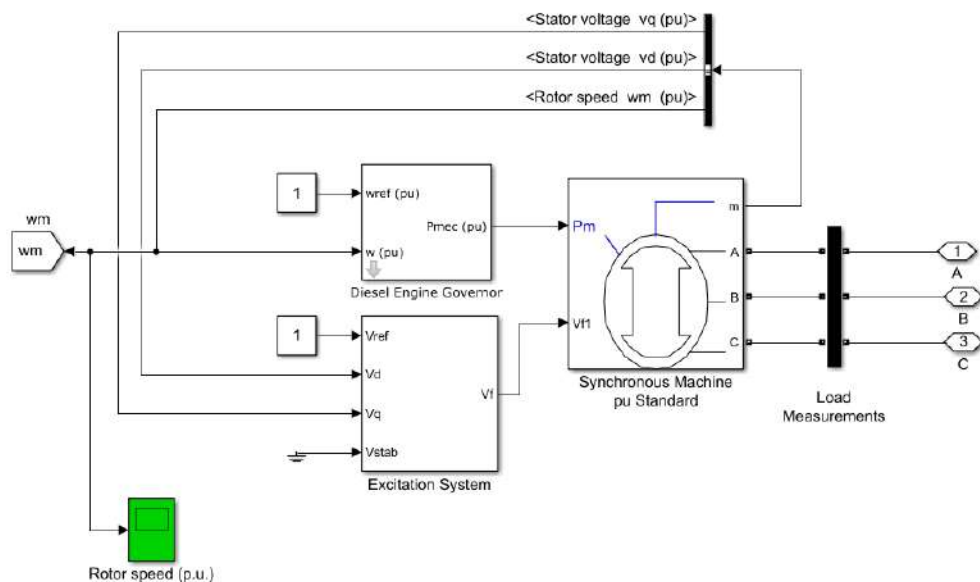 <Stator voltage vq (pu)>
<Stator voltage vd (pu)>
<Rotor speed wm (pu)>
1
wref (pu)
Pmec (pu)
w (pu)
Diesel Engine Governor
wm
wm
1
Vref
Vd
Vq
Vstab
Vf
Excitation System
Pm
Vf1
m
A
B
C
Synchronous Machine
pu Standard
Load
Measurements
1
A
2
B
3
C
Rotor speed (p.u.)